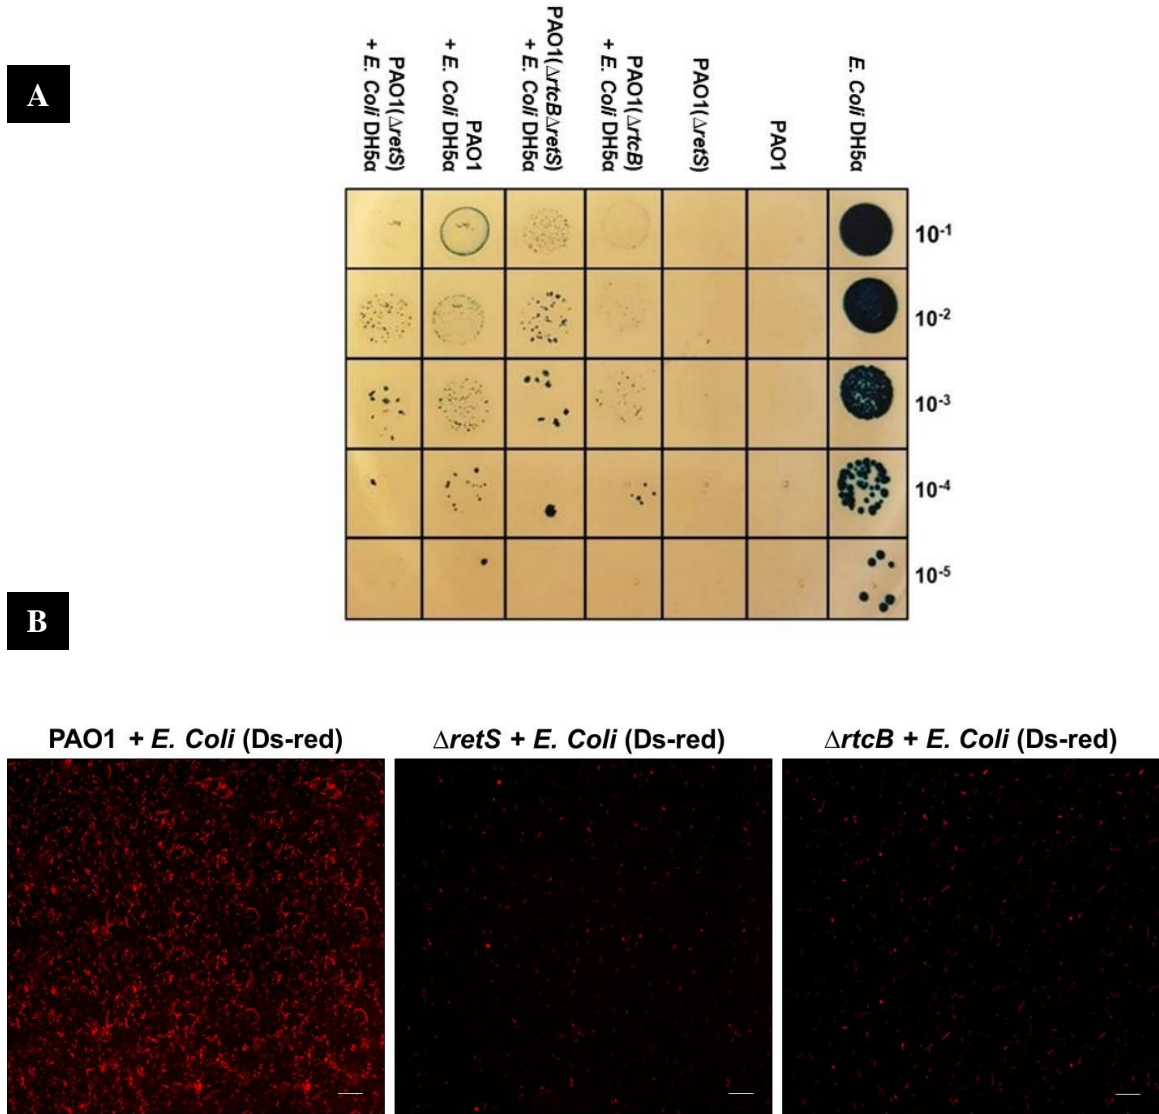 A
PAO1(ΔretS)
+ E. Coli DH5α
PAO1
+ E. Coli DH5α
PAO1(ΔrtcBΔretS)
+ E. Coli DH5α
PAO1(ΔrtcB)
+ E. Coli DH5α
PAO1(ΔretS)
PAO1
E. Coli DH5α
10-1
10-2
10-3
10-4
10-5
B
PAO1 + E. Coli (Ds-red)
ΔretS + E. Coli (Ds-red)
ΔrtcB + E. Coli (Ds-red)